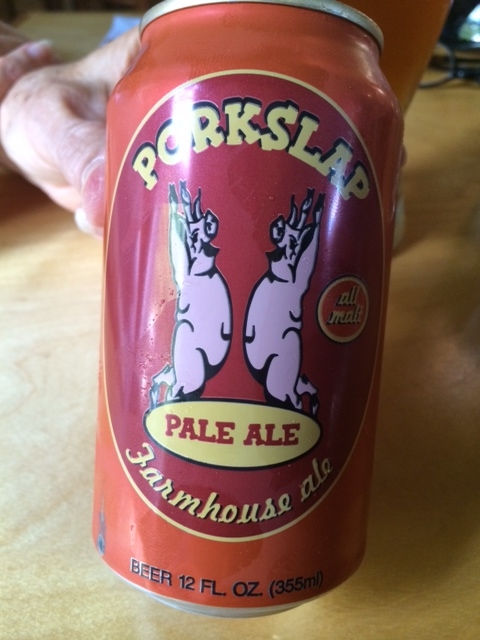 PORKSLAP
all
malt
PALE ALE
Farmhouse ale
BEER 12 FL. OZ. (355ml)